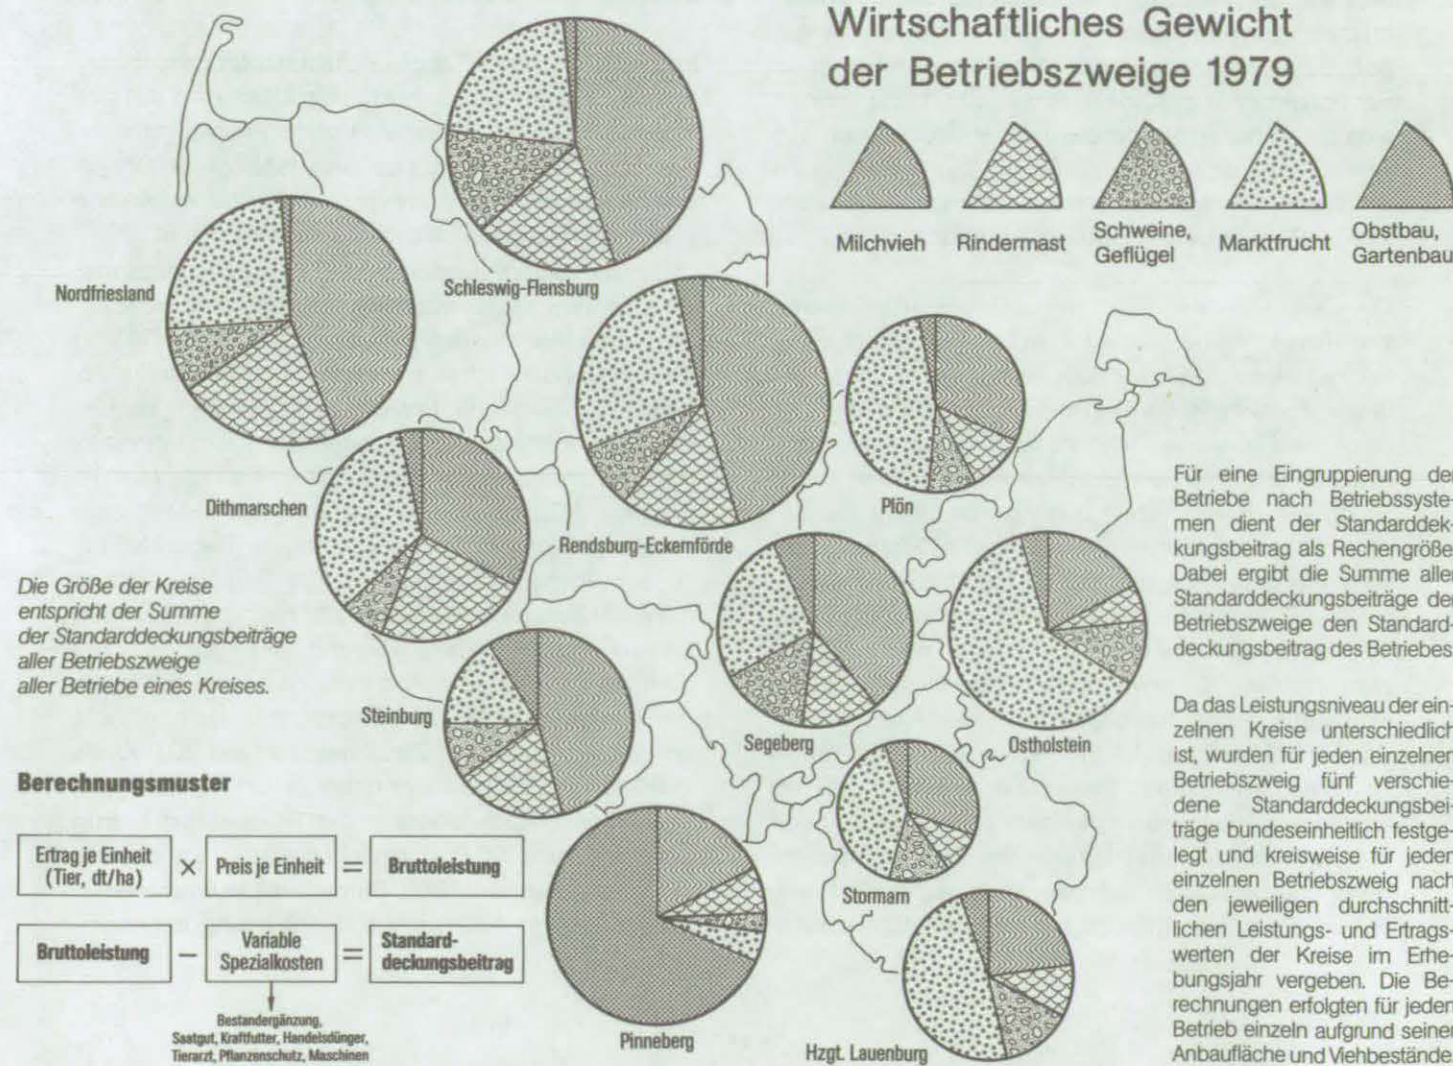 Wirtschaftliches Gewicht
der Betriebszweige 1979
Milchvieh
Rindermast
Schweine,
Geflügel
Marktfrucht
Obstbau,
Gartenbau
Nordfriesland
Schleswig-Flensburg
Dithmarschen
Rendsburg-Eckernförde
Plön
Steinburg
Segeberg
Ostholstein
Stormarn
Pinneberg
Hzgt. Lauenburg
Die Größe der Kreise
entspricht der Summe
der Standarddeckungsbeiträge
aller Betriebszweige
aller Betriebe eines Kreises.
Berechnungsmuster
Ertrag je Einheit
(Tier, dt/ha)
×
Preis je Einheit
=
Bruttoleistung
Bruttoleistung
−
Variable
Spezialkosten
=
Standard-
deckungsbeitrag
Bestandergänzung,
Saatgut, Kraftfutter, Handelsdünger,
Tierarzt, Pflanzenschutz, Maschinen
Für eine Eingruppierung der
Betriebe nach Betriebssyste-
men dient der Standarddek-
kungsbeitrag als Rechengröße
Dabei ergibt die Summe aller
Standarddeckungsbeiträge der
Betriebszweige den Standard-
deckungsbeitrag des Betriebes
Da das Leistungsniveau der ein-
zelnen Kreise unterschiedlich
ist, wurden für jeden einzelnen
Betriebszweig fünf verschie-
dene Standarddeckungsbei-
träge bundeseinheitlich festge-
legt und kreisweise für jeden
einzelnen Betriebszweig nach
den jeweiligen durchschnitt-
lichen Leistungs- und Ertrags-
werten der Kreise im Erhe-
bungsjahr vergeben. Die Be-
rechnungen erfolgten für jeden
Betrieb einzeln aufgrund seiner
Anbaufläche und Viehbestände